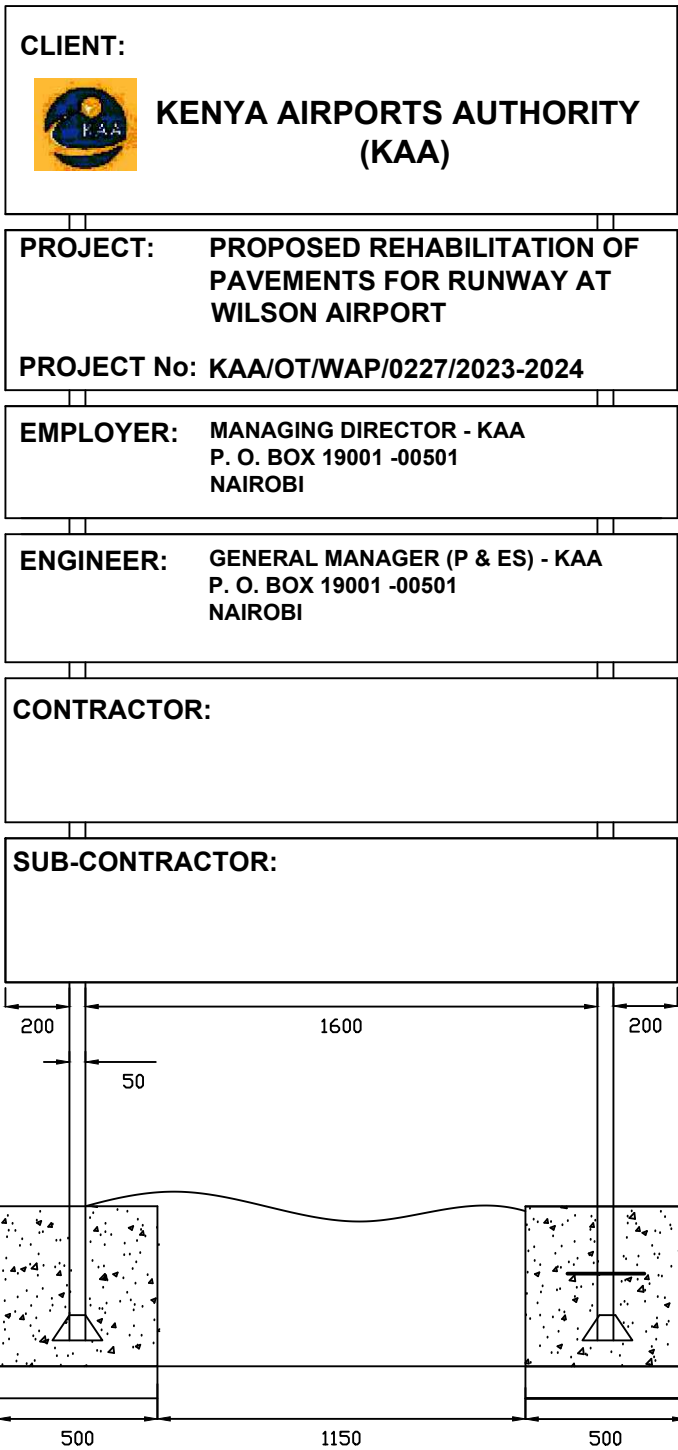 CLIENT:
KAA
KENYA AIRPORTS AUTHORITY
(KAA)
PROJECT: PROPOSED REHABILITATION OF
PAVEMENTS FOR RUNWAY AT
WILSON AIRPORT
PROJECT No: KAA/OT/WAP/0227/2023-2024
EMPLOYER: MANAGING DIRECTOR - KAA
P. O. BOX 19001 -00501
NAIROBI
ENGINEER: GENERAL MANAGER (P & ES) - KAA
P. O. BOX 19001 -00501
NAIROBI
CONTRACTOR:
SUB-CONTRACTOR:
200 1600 200
50
500 1150 500